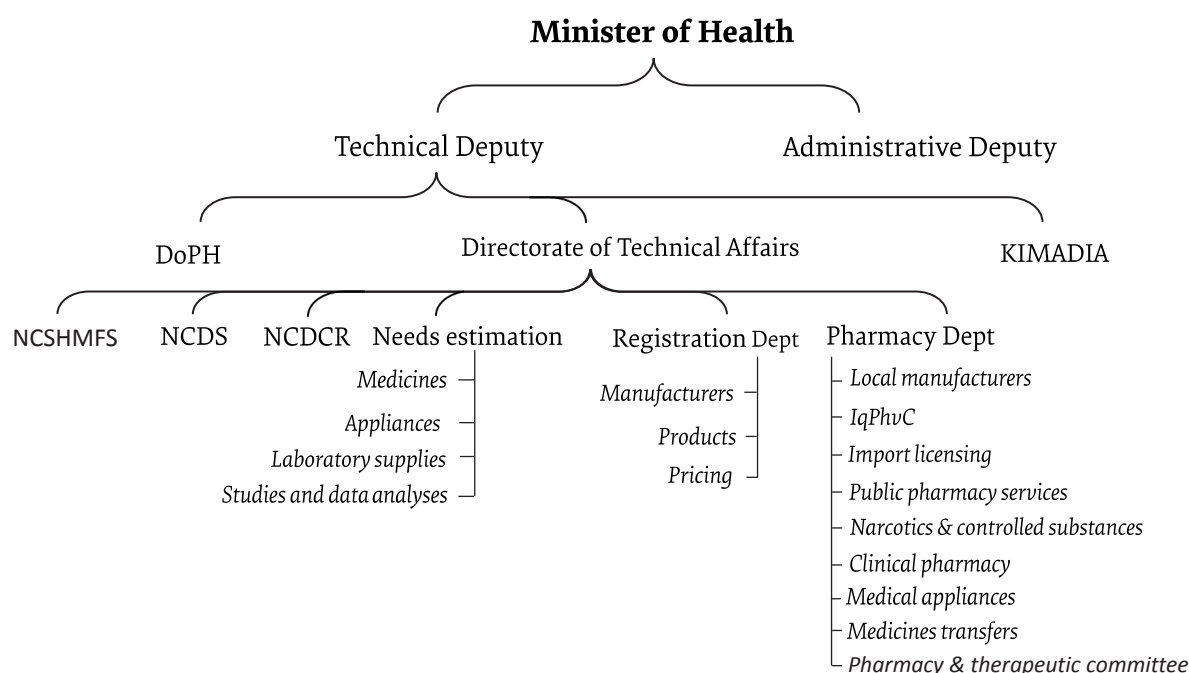 Minister of Health
Technical Deputy
Administrative Deputy
DoPH
Directorate of Technical Affairs
KIMADIA
NCSHMFS
NCDS
NCDCR
Needs estimation
Registration Dept
Pharmacy Dept
Medicines
Appliances
Laboratory supplies
Studies and data analyses
Manufacturers
Products
Pricing
Local manufacturers
IqPhvC
Import licensing
Public pharmacy services
Narcotics & controlled substances
Clinical pharmacy
Medical appliances
Medicines transfers
Pharmacy & therapeutic committee